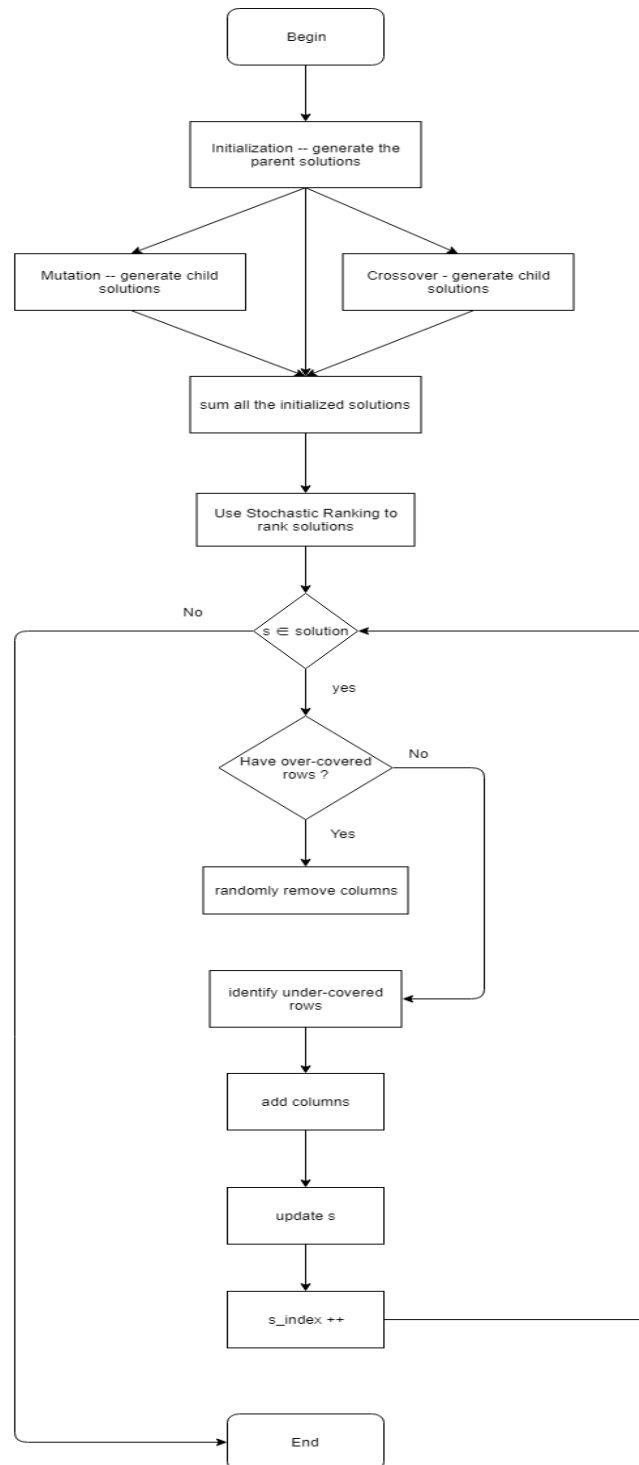 Begin
Initialization -- generate the
parent solutions
Mutation -- generate child
solutions
Crossover - generate child
solutions
sum all the initialized solutions
Use Stochastic Ranking to
rank solutions
No
s ∈ solution
yes
Have over-covered
rows ?
No
Yes
randomly remove columns
identify under-covered
rows
add columns
update s
s_index ++
End